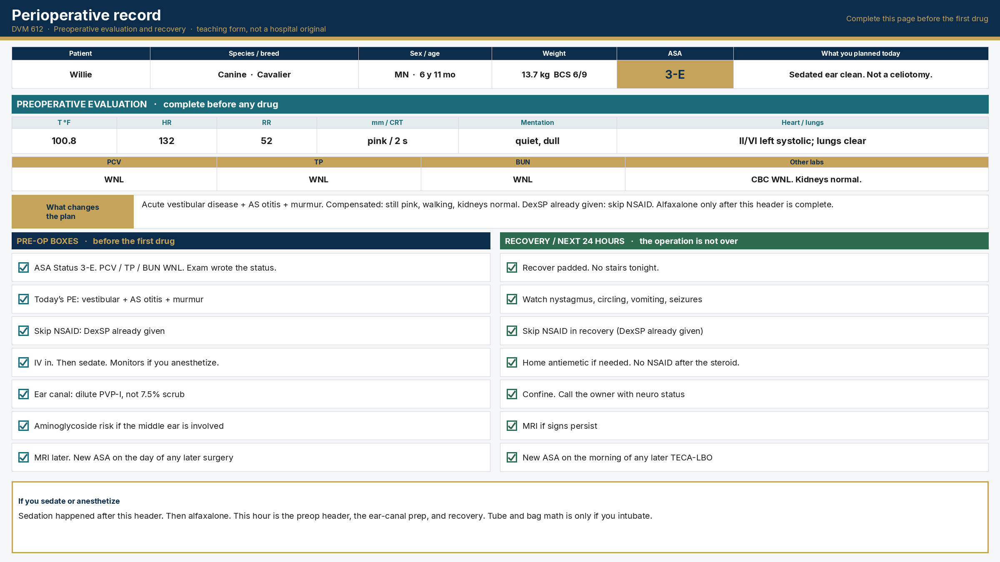 Perioperative record
DVM 612 · Preoperative evaluation and recovery · teaching form, not a hospital original
Complete this page before the first drug
Patient Species / breed Sex / age Weight ASA What you planned today
Willie Canine · Cavalier MN · 6 y 11 mo 13.7 kg BCS 6/9 3-E Sedated ear clean. Not a celiotomy.
PREOPERATIVE EVALUATION · complete before any drug
T °F HR RR mm / CRT Mentation Heart / lungs
100.8 132 52 pink / 2 s quiet, dull II/VI left systolic; lungs clear
PCV TP BUN Other labs
WNL WNL WNL CBC WNL. Kidneys normal.
What changes
the plan
Acute vestibular disease + AS otitis + murmur. Compensated: still pink, walking, kidneys normal. DexSP already given: skip NSAID. Alfaxalone only after this header is complete.
PRE-OP BOXES · before the first drug
ASA Status 3-E. PCV / TP / BUN WNL. Exam wrote the status.
Today’s PE: vestibular + AS otitis + murmur
Skip NSAID: DexSP already given
IV in. Then sedate. Monitors if you anesthetize.
Ear canal: dilute PVP-I, not 7.5% scrub
Aminoglycoside risk if the middle ear is involved
MRI later. New ASA on the day of any later surgery
RECOVERY / NEXT 24 HOURS · the operation is not over
Recover padded. No stairs tonight.
Watch nystagmus, circling, vomiting, seizures
Skip NSAID in recovery (DexSP already given)
Home antiemetic if needed. No NSAID after the steroid.
Confine. Call the owner with neuro status
MRI if signs persist
New ASA on the morning of any later TECA-LBO
If you sedate or anesthetize
Sedation happened after this header. Then alfaxalone. This hour is the preop header, the ear-canal prep, and recovery. Tube and bag math is only if you intubate.